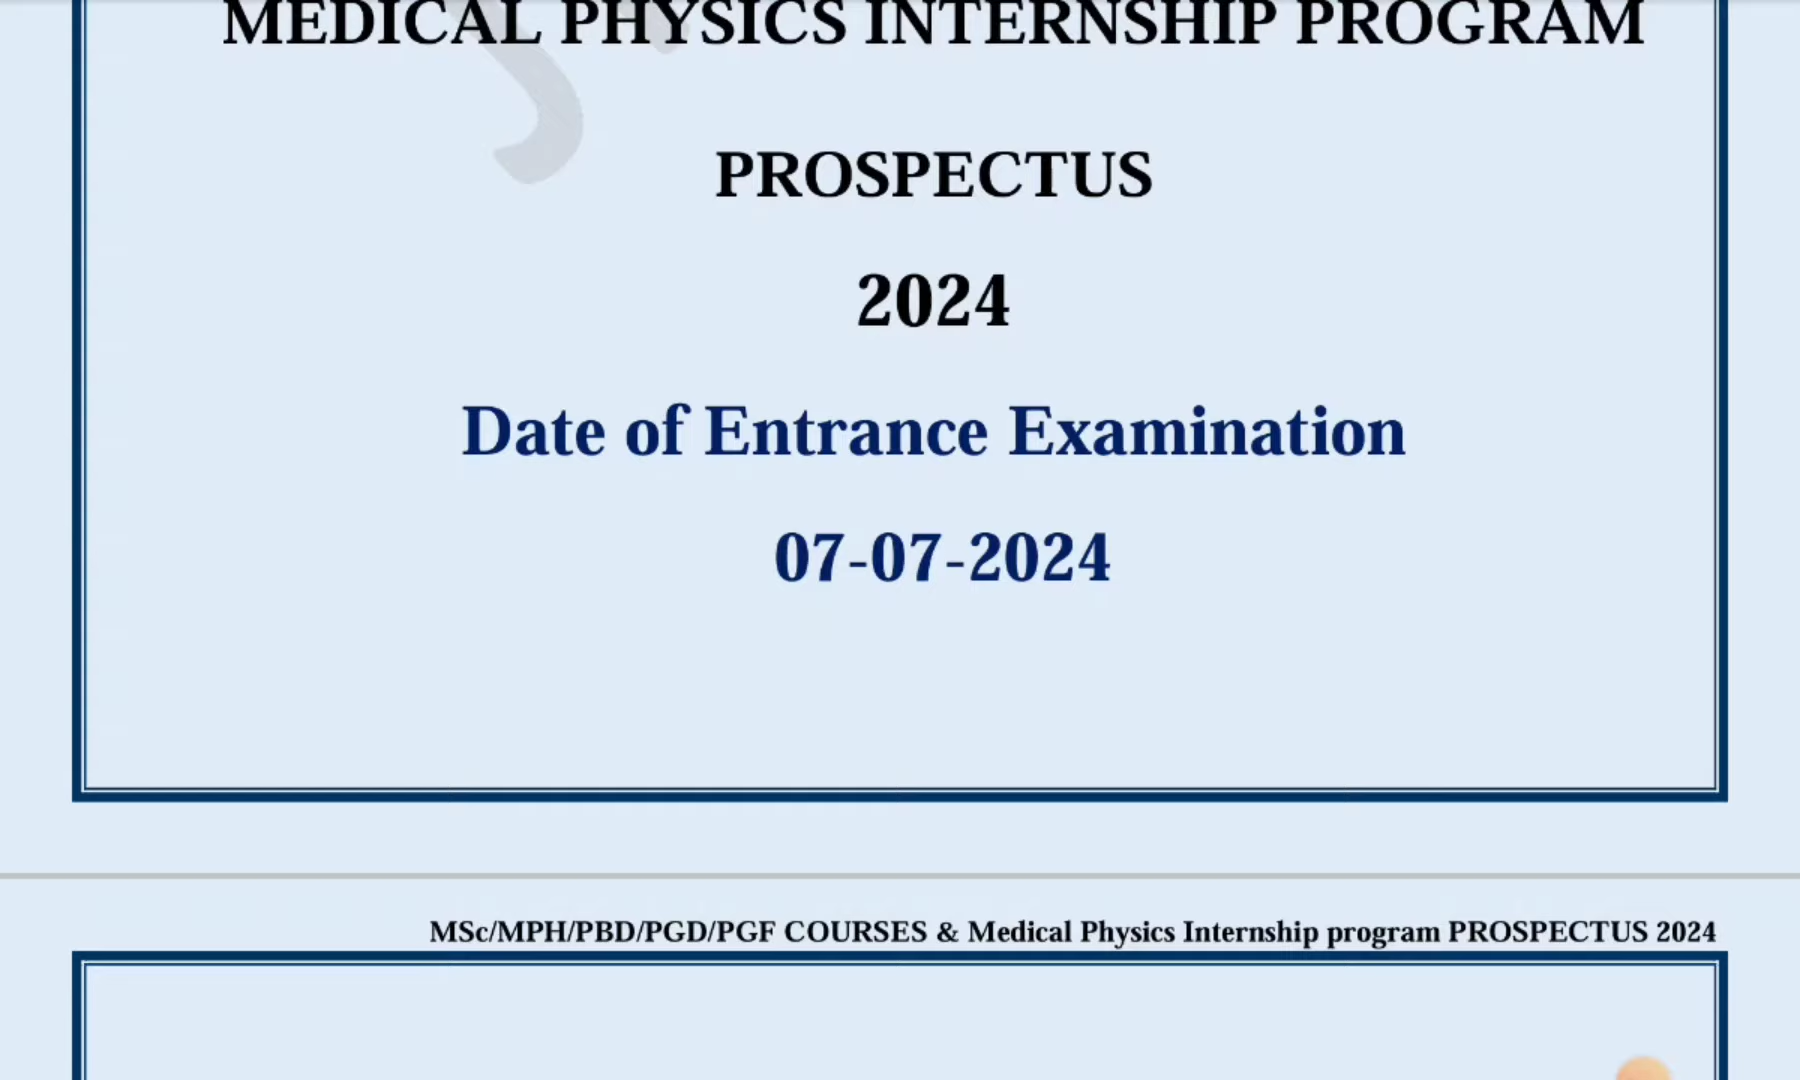 MEDICAL PHYSICS INTERNSHIP PROGRAM
PROSPECTUS
2024
Date of Entrance Examination
07-07-2024
MSc/MPH/PBD/PGD/PGF COURSES & Medical Physics Internship program PROSPECTUS 2024